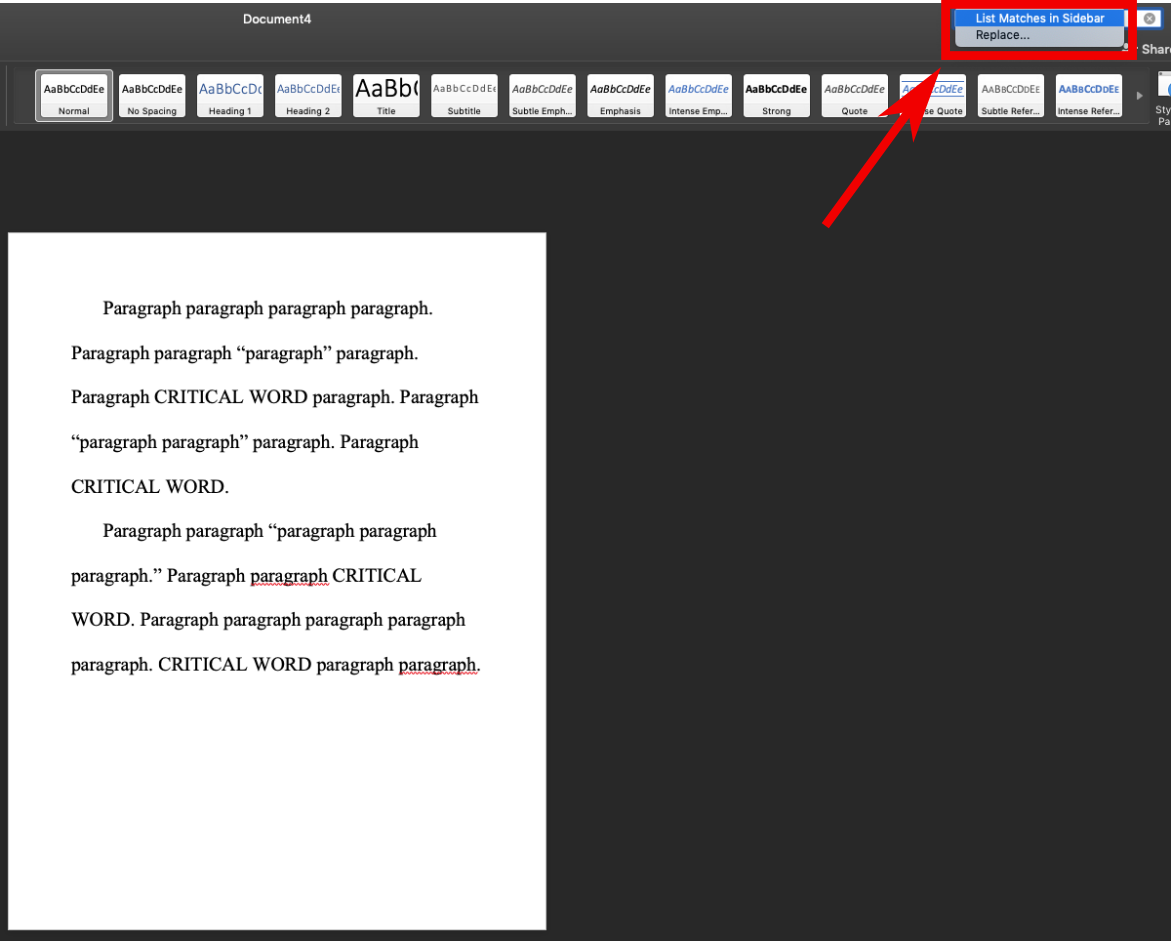 Document4
List Matches in Sidebar
Replace...
Share
AaBbCcDdEe AaBbCcDdEe AaBbCcDc AaBbCcDdEe AaBb( AaBbCcDdEe AaBbCcDdEe AaBbCcDdEe AaBbCcDdEe AaBbCcDdEe AaBbCcDdEe CcDdEe AaBbCcDdEe AaBbCcDdEe
Normal No Spacing Heading 1 Heading 2 Title Subtitle Subtle Emph... Emphasis Intense Emp... Strong Quote se Quote Subtle Refer... Intense Refer...
Sty
Pa
Paragraph paragraph paragraph paragraph.
Paragraph paragraph “paragraph” paragraph.
Paragraph CRITICAL WORD paragraph. Paragraph
“paragraph paragraph” paragraph. Paragraph
CRITICAL WORD.
Paragraph paragraph “paragraph paragraph
paragraph.” Paragraph paragraph CRITICAL
WORD. Paragraph paragraph paragraph paragraph
paragraph. CRITICAL WORD paragraph paragraph.